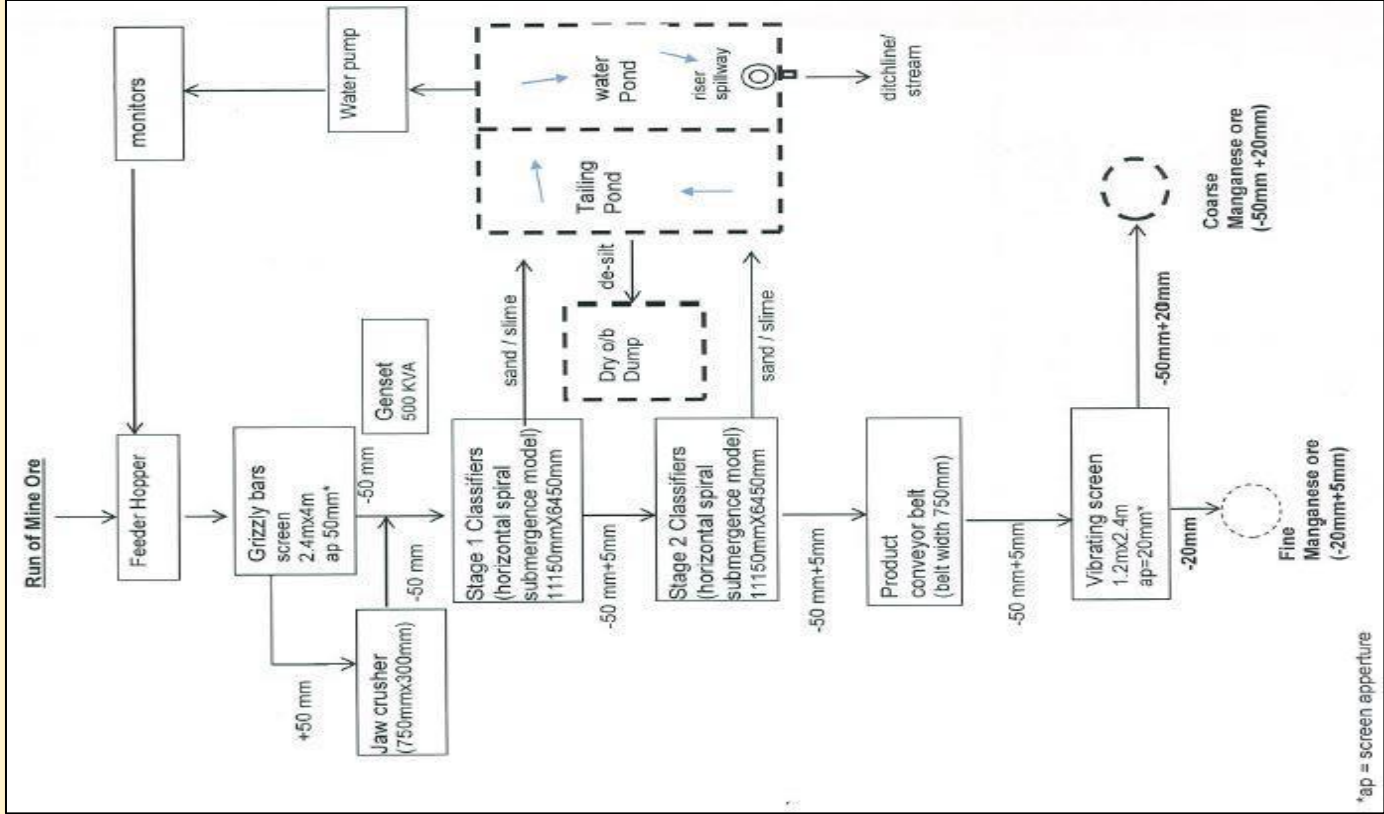 Run of Mine Ore
Feeder Hopper
monitors
Water pump
Grizzly bars
screen
2.4mx4m
ap 50mm*
+50 mm
-50 mm
Jaw crusher
(750mmx300mm)
-50 mm
Genset
500 KVA
Stage 1 Classifiers
(horizontal spiral
submergence model)
11150mmX6450mm
sand / slime
Tailing
Pond
water
Pond
riser
spillway
ditchline/
stream
de-silt
Dry o/b
Dump
-50 mm+5mm
Stage 2 Classifiers
(horizontal spiral
submergence model)
11150mmX6450mm
sand / slime
-50 mm+5mm
Product
conveyor belt
(belt width 750mm)
-50 mm+5mm
Vibrating screen
1.2mx2.4m
ap=20mm*
-50mm+20mm
-20mm
Coarse
Manganese ore
(-50mm +20mm)
Fine
Manganese ore
(-20mm+5mm)
*ap = screen apperture